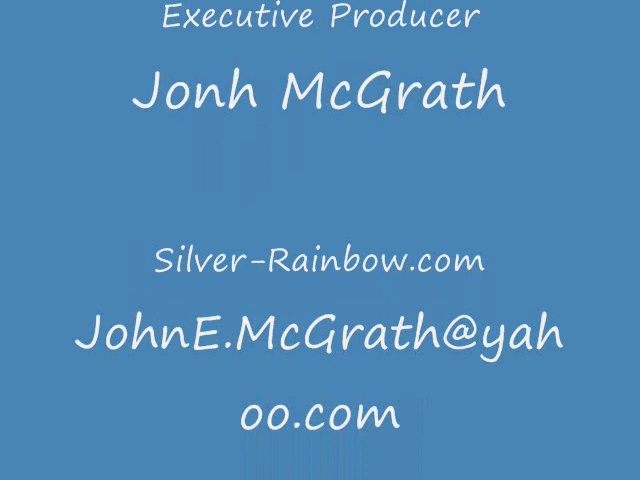 Executive Producer
Jonh McGrath
Silver-Rainbow.com
JohnE.McGrath@yah
oo.com